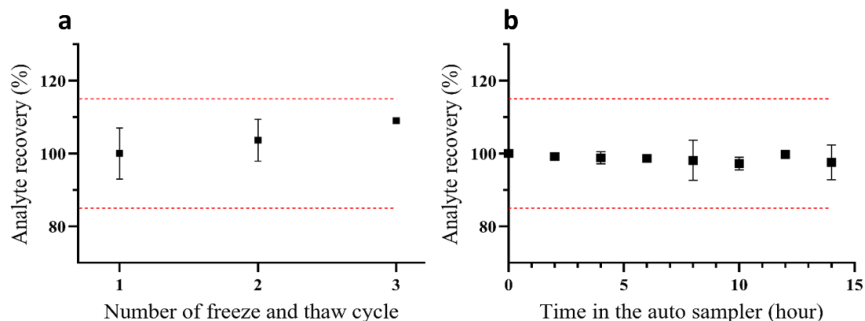 a
Analyte recovery (%)
120
100
80
1 2 3
Number of freeze and thaw cycle
b
Analyte recovery (%)
120
100
80
0 5 10 15
Time in the auto sampler (hour)